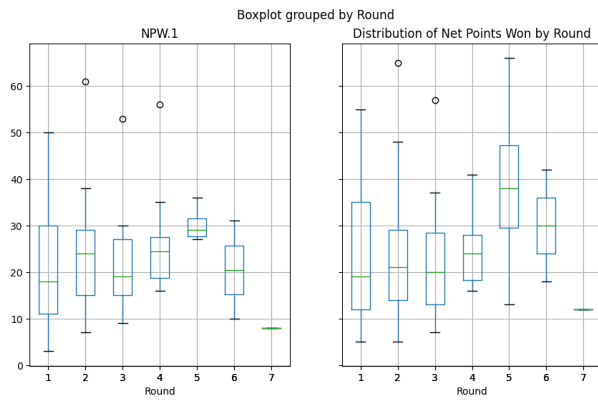 Boxplot grouped by Round
NPW.1
Distribution of Net Points Won by Round
60
50
40
30
20
10
0
1 2 3 4 5 6 7
Round
1 2 3 4 5 6 7
Round